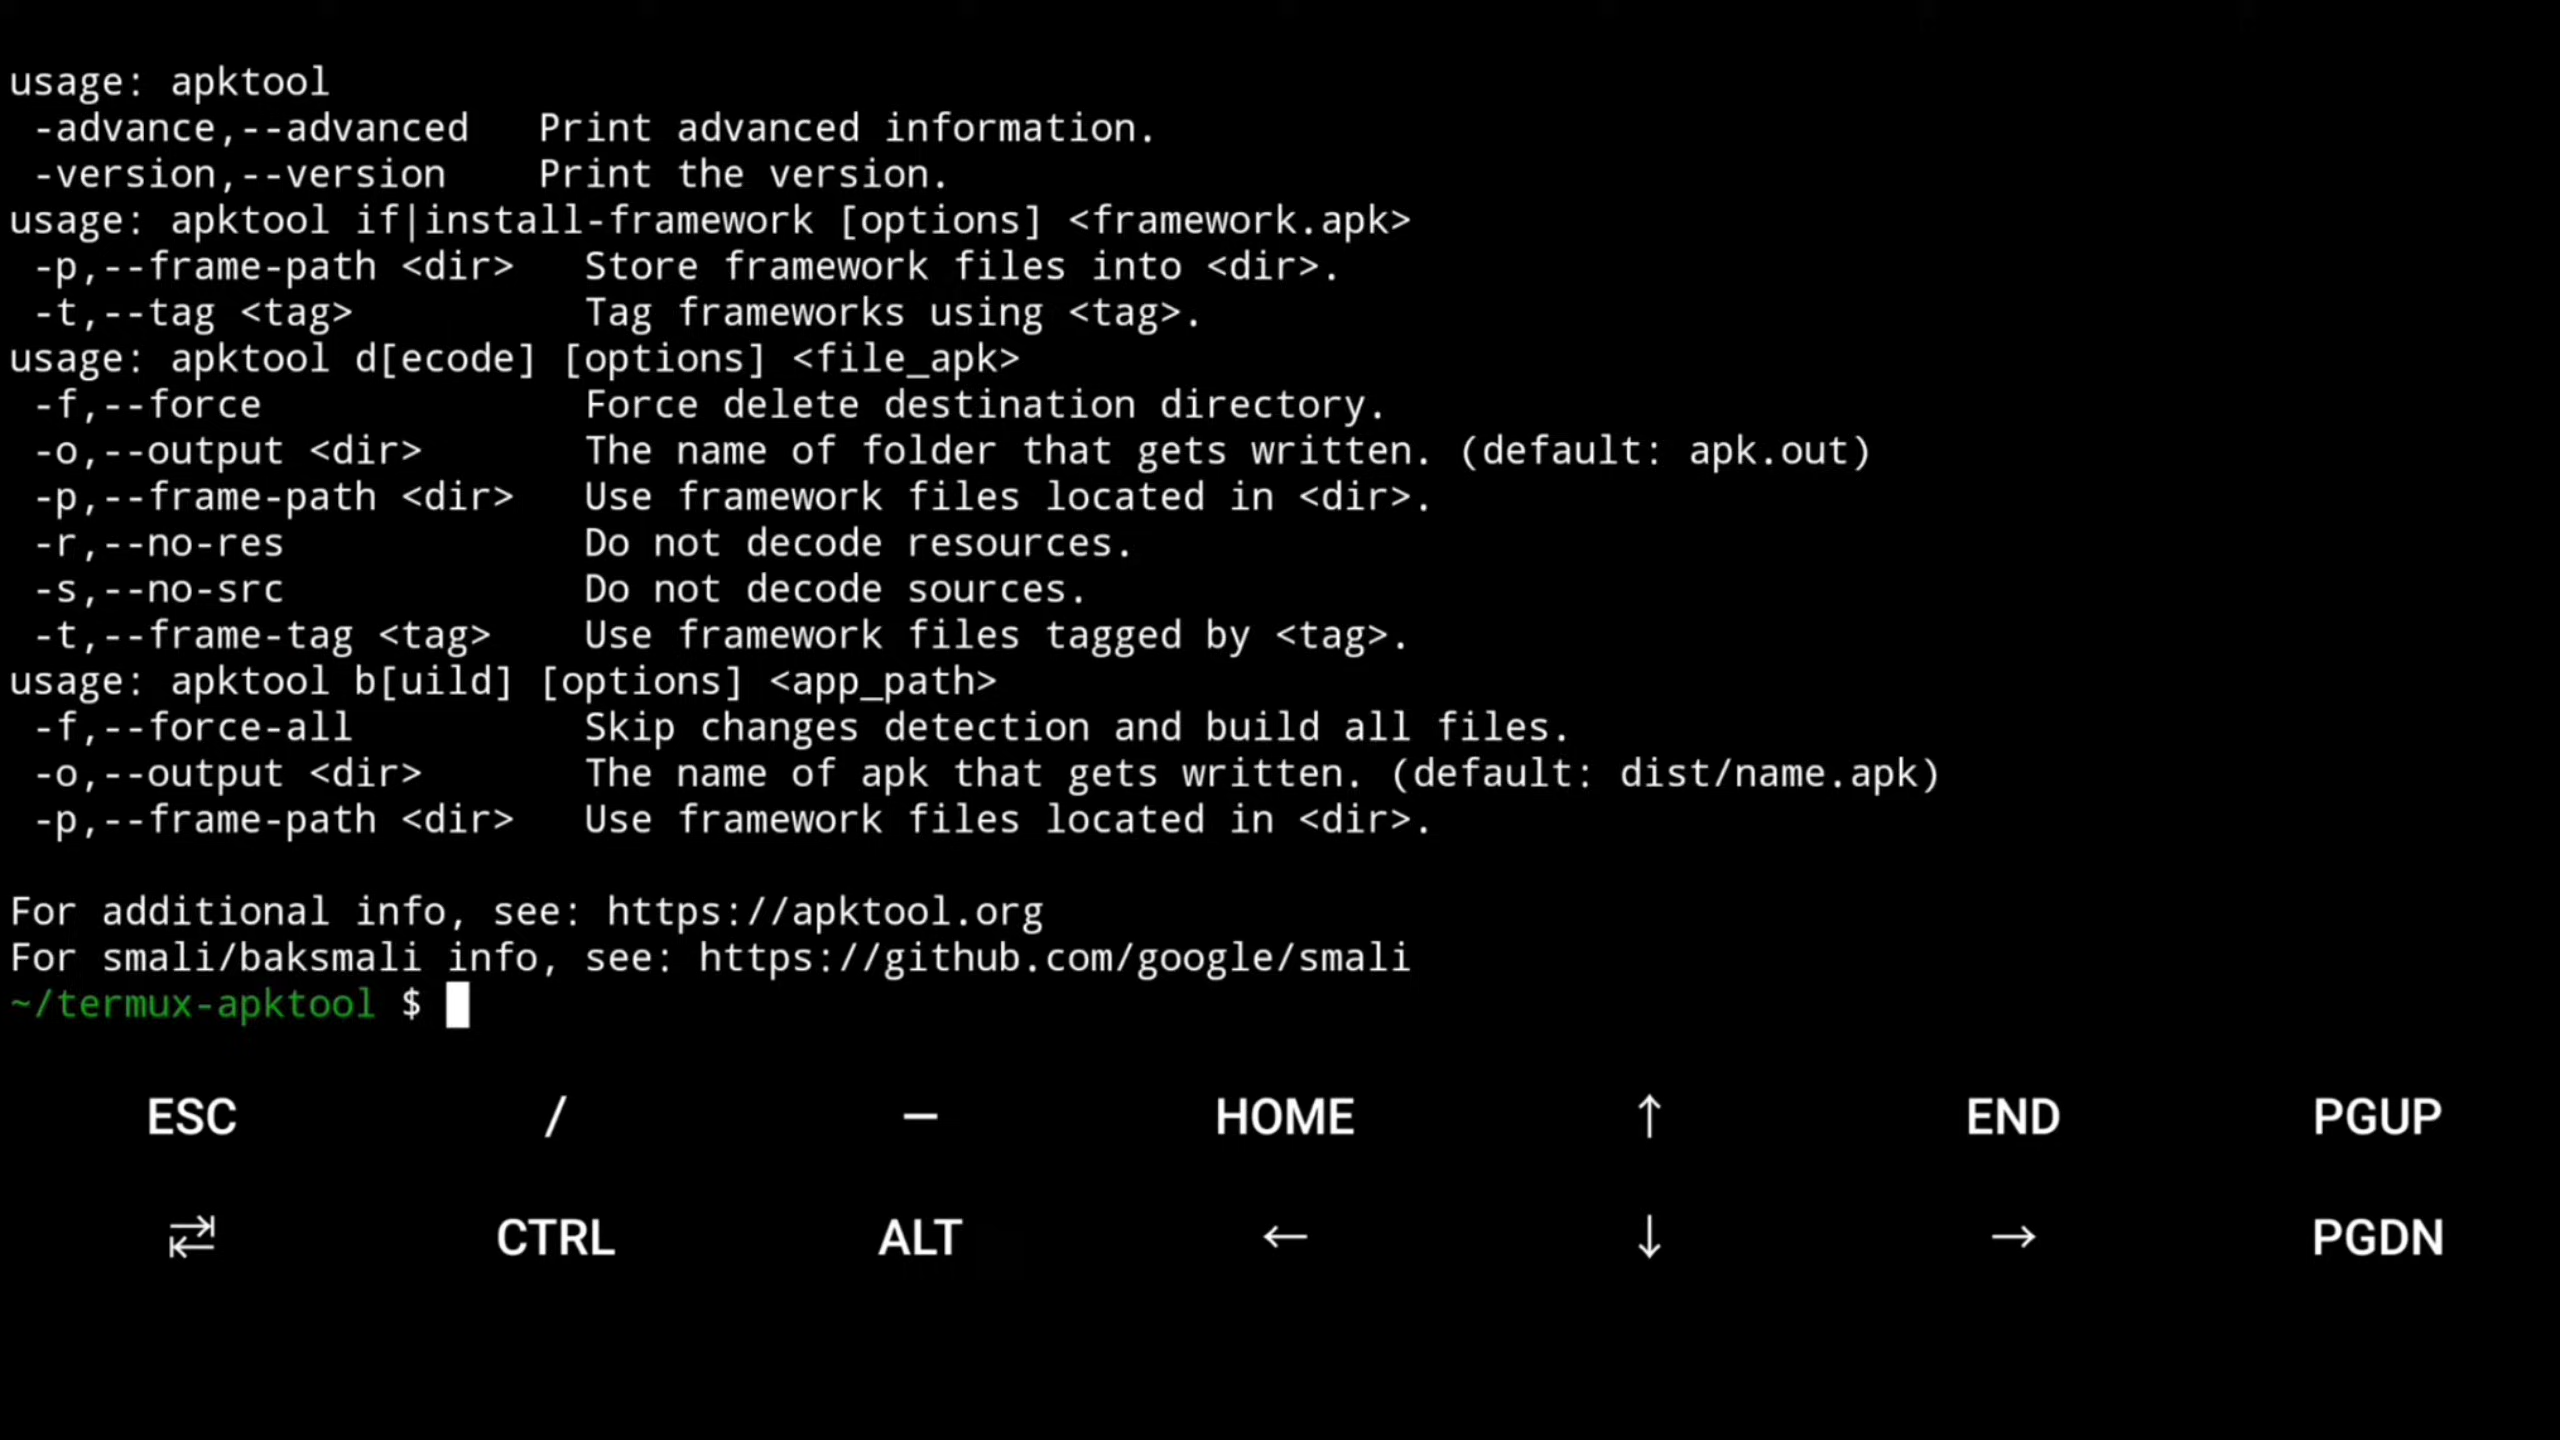 usage: apktool
 -advance,--advanced   Print advanced information.
 -version,--version    Print the version.
usage: apktool if|install-framework [options] <framework.apk>
 -p,--frame-path <dir>   Store framework files into <dir>.
 -t,--tag <tag>          Tag frameworks using <tag>.
usage: apktool d[ecode] [options] <file_apk>
 -f,--force              Force delete destination directory.
 -o,--output <dir>       The name of folder that gets written. (default: apk.out)
 -p,--frame-path <dir>   Use framework files located in <dir>.
 -r,--no-res             Do not decode resources.
 -s,--no-src             Do not decode sources.
 -t,--frame-tag <tag>    Use framework files tagged by <tag>.
usage: apktool b[uild] [options] <app_path>
 -f,--force-all          Skip changes detection and build all files.
 -o,--output <dir>       The name of apk that gets written. (default: dist/name.apk)
 -p,--frame-path <dir>   Use framework files located in <dir>.
For additional info, see: https://apktool.org
For smali/baksmali info, see: https://github.com/google/smali
~/termux-apktool $
ESC / — HOME ↑ END PGUP
⇄ CTRL ALT ← ↓ → PGDN